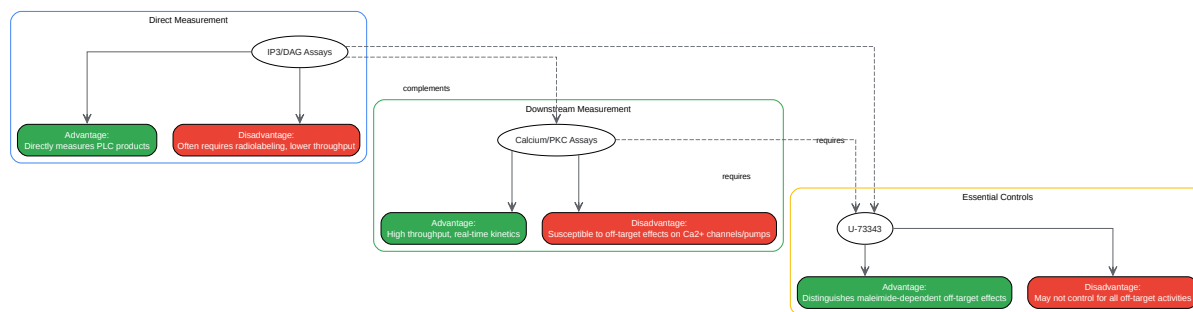 Direct Measurement
IP3/DAG Assays
complements
Advantage:
Directly measures PLC products
Disadvantage:
Often requires radiolabeling, lower throughput
Downstream Measurement
Calcium/PKC Assays
requires
requires
Advantage:
High throughput, real-time kinetics
Disadvantage:
Susceptible to off-target effects on Ca2+ channels/pumps
Essential Controls
U-73343
Advantage:
Distinguishes maleimide-dependent off-target effects
Disadvantage:
May not control for all off-target activities